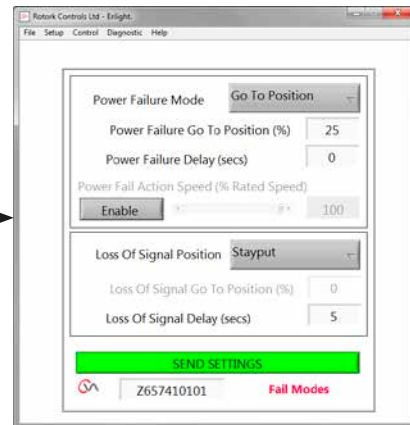 Rotork Controls Ltd - Enlight.
File Setup Control Diagnostic Help
Power Failure Mode Go To Position
Power Failure Go To Position (%) 25
Power Failure Delay (secs) 0
Power Fail Action Speed (% Rated Speed)
Enable 100
Loss Of Signal Position Stayput
Loss Of Signal Go To Position (%) 0
Loss Of Signal Delay (secs) 5
SEND SETTINGS
Z657410101 Fail Modes